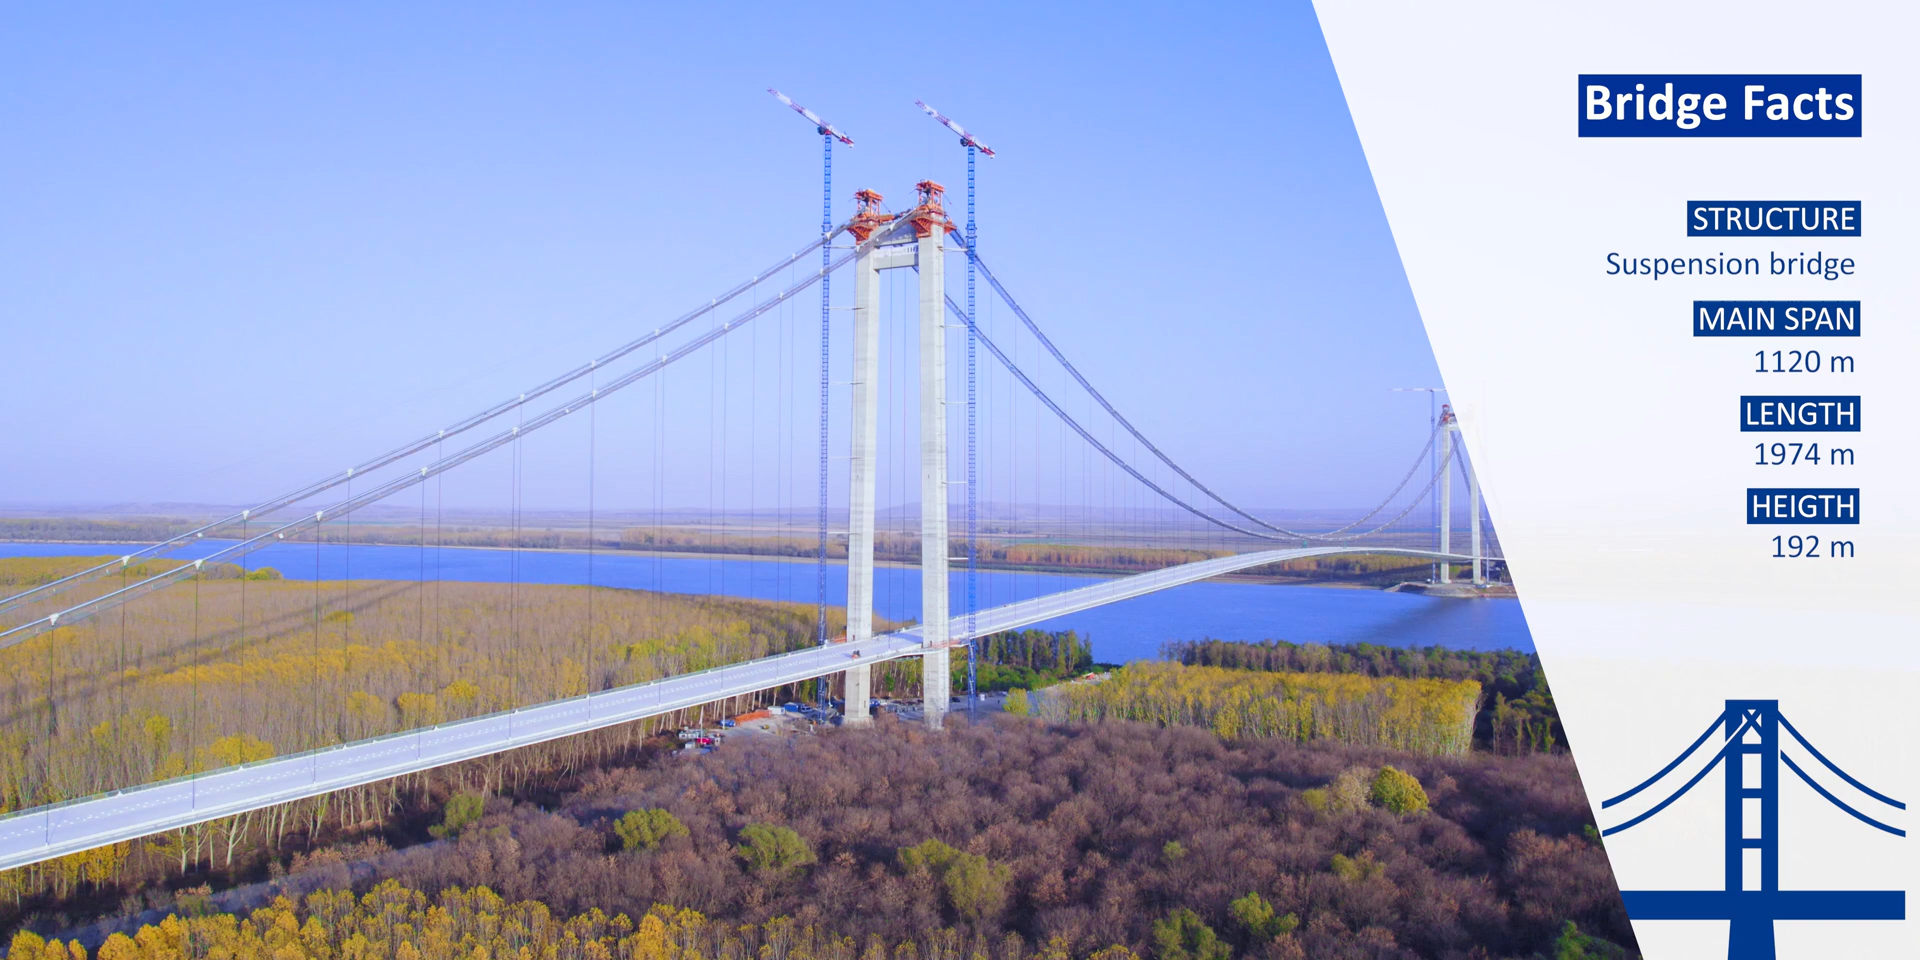 Bridge Facts
STRUCTURE
Suspension bridge
MAIN SPAN
1120 m
LENGTH
1974 m
HEIGTH
192 m